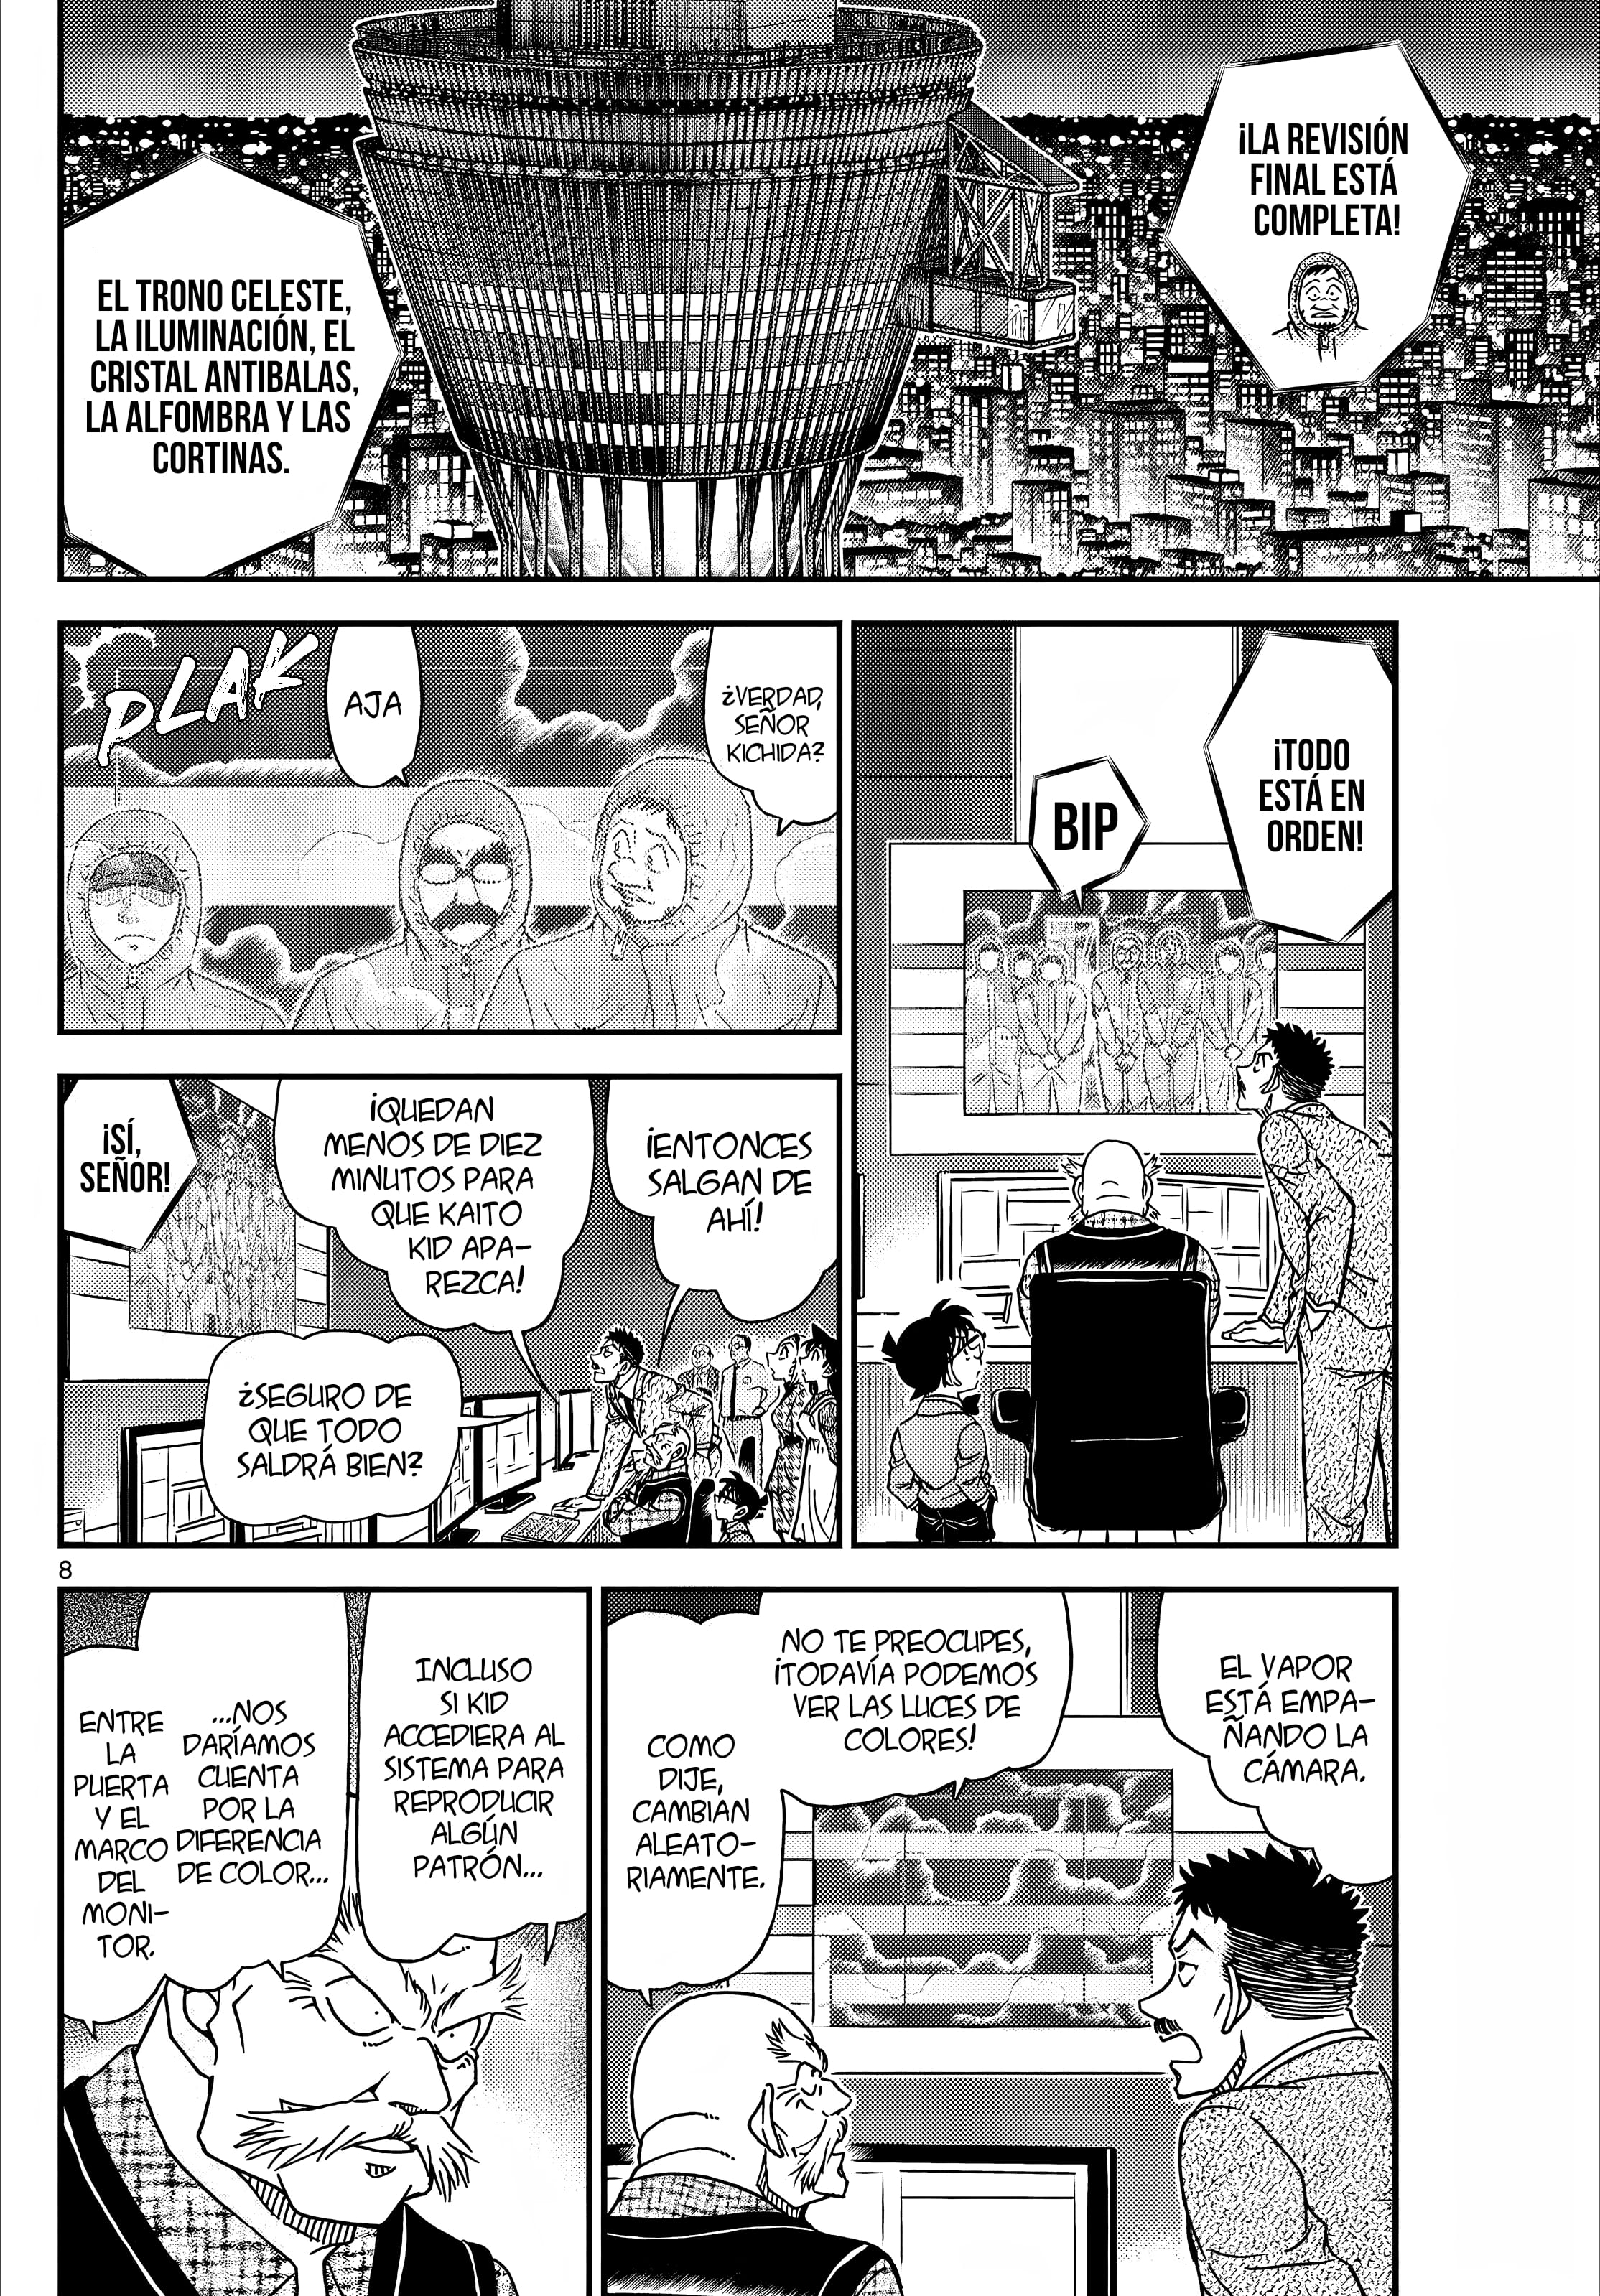 ¡LA REVISIÓN
FINAL ESTÁ
COMPLETA!
EL TRONO CELESTE,
LA ILUMINACIÓN, EL
CRISTAL ANTIBALAS,
LA ALFOMBRA Y LAS
CORTINAS.
¡TODO
ESTÁ EN
ORDEN!
BIP
¿VERDAD,
SEÑOR
KICHIDA?
AJA
PLAK
¡ENTONCES
SALGAN DE
AHÍ!
¡QUEDAN
MENOS DE DIEZ
MINUTOS PARA
QUE KAITO
KID APA-
REZCA!
¡SÍ,
SEÑOR!
¿SEGURO DE
QUE TODO
SALDRÁ BIEN?
8
EL VAPOR
ESTÁ EMPA-
ÑANDO LA
CÁMARA.
NO TE PREOCUPES,
¡TODAVÍA PODEMOS
VER LAS LUCES DE
COLORES!
COMO
DIJE,
CAMBIAN
ALEATO-
RIAMENTE.
INCLUSO
SI KID
ACCEDIERA AL
SISTEMA PARA
REPRODUCIR
ALGÚN
PATRÓN...
...NOS
DARÍAMOS
CUENTA
POR LA
DIFERENCIA
DE COLOR...
ENTRE
LA
PUERTA
Y EL
MARCO
DEL
MONI-
TOR.